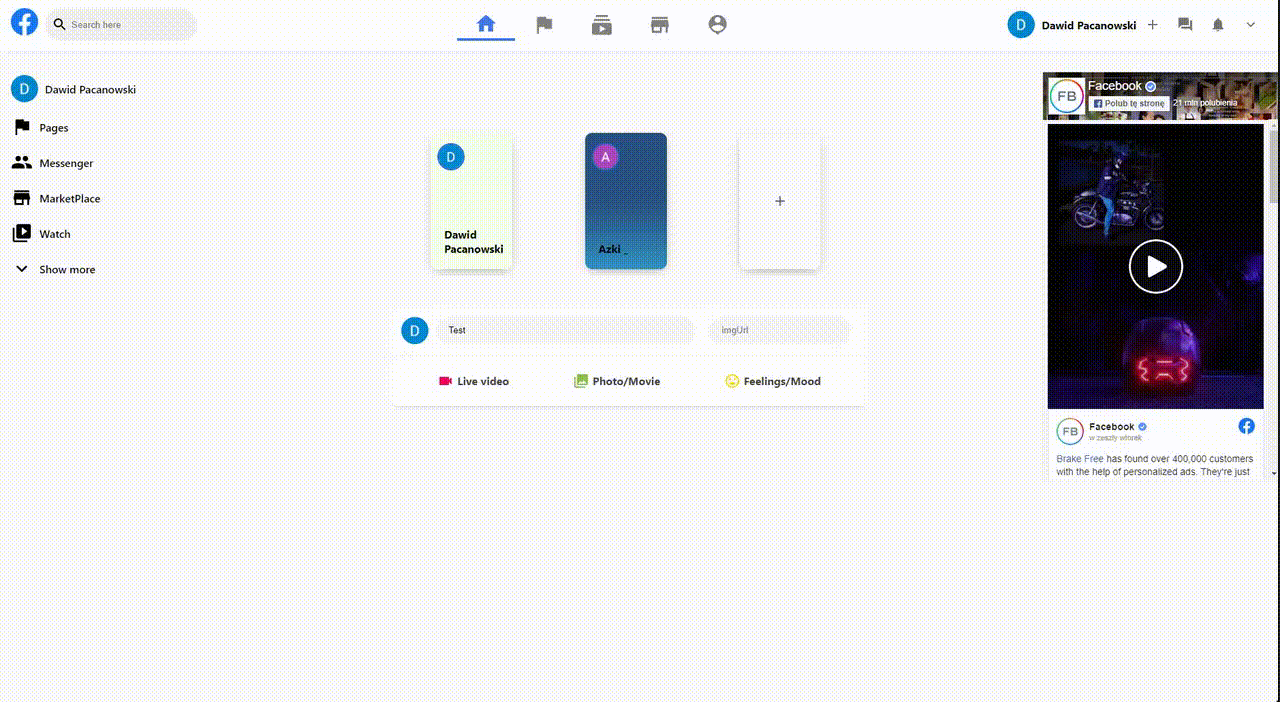 Search here
D
Dawid Pacanowski
D
Dawid Pacanowski
Pages
Messenger
MarketPlace
Watch
Show more
D
Dawid
Pacanowski
A
Azki _
D
Test
imgUrl
Live video
Photo/Movie
Feelings/Mood
FB
Facebook
Polub tę stronę
21 mln polubienia
FB
Facebook
w zeszły wtorek
Brake Free has found over 400,000 customers
with the help of personalized ads. They're just